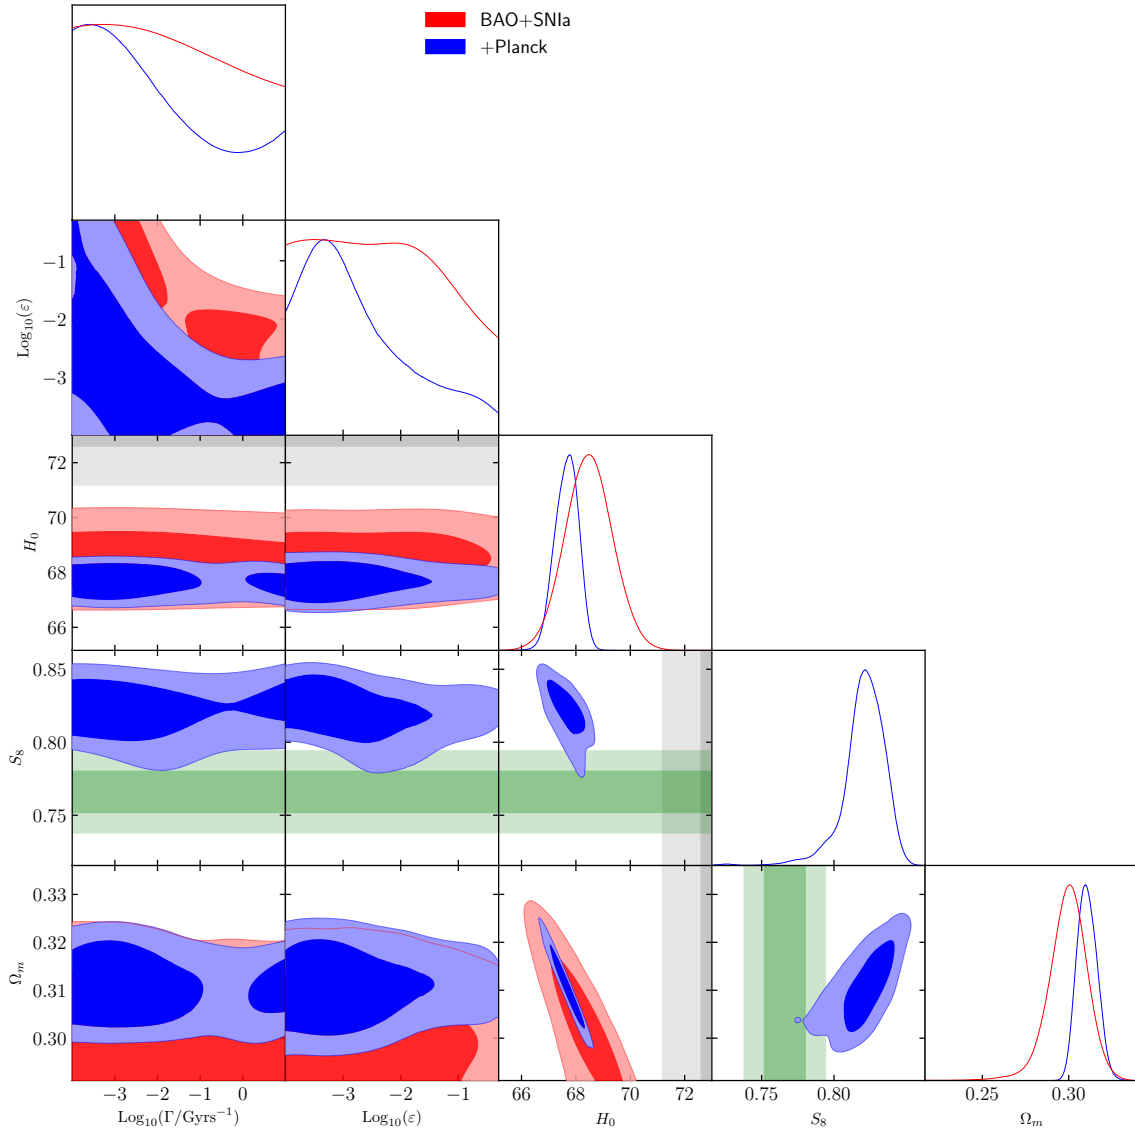 BAO+SNIa
+Planck
−1
−2
−3
Log₁₀(ε)
72
70
68
66
H₀
0.85
0.80
0.75
S₈
0.33
0.32
0.31
0.30
Ωₘ
−3 −2 −1 0
−3 −2 −1
66 68 70 72
0.75 0.80
0.25 0.30
Log₁₀(Γ/Gyrs⁻¹)
Log₁₀(ε)
H₀
S₈
Ωₘ